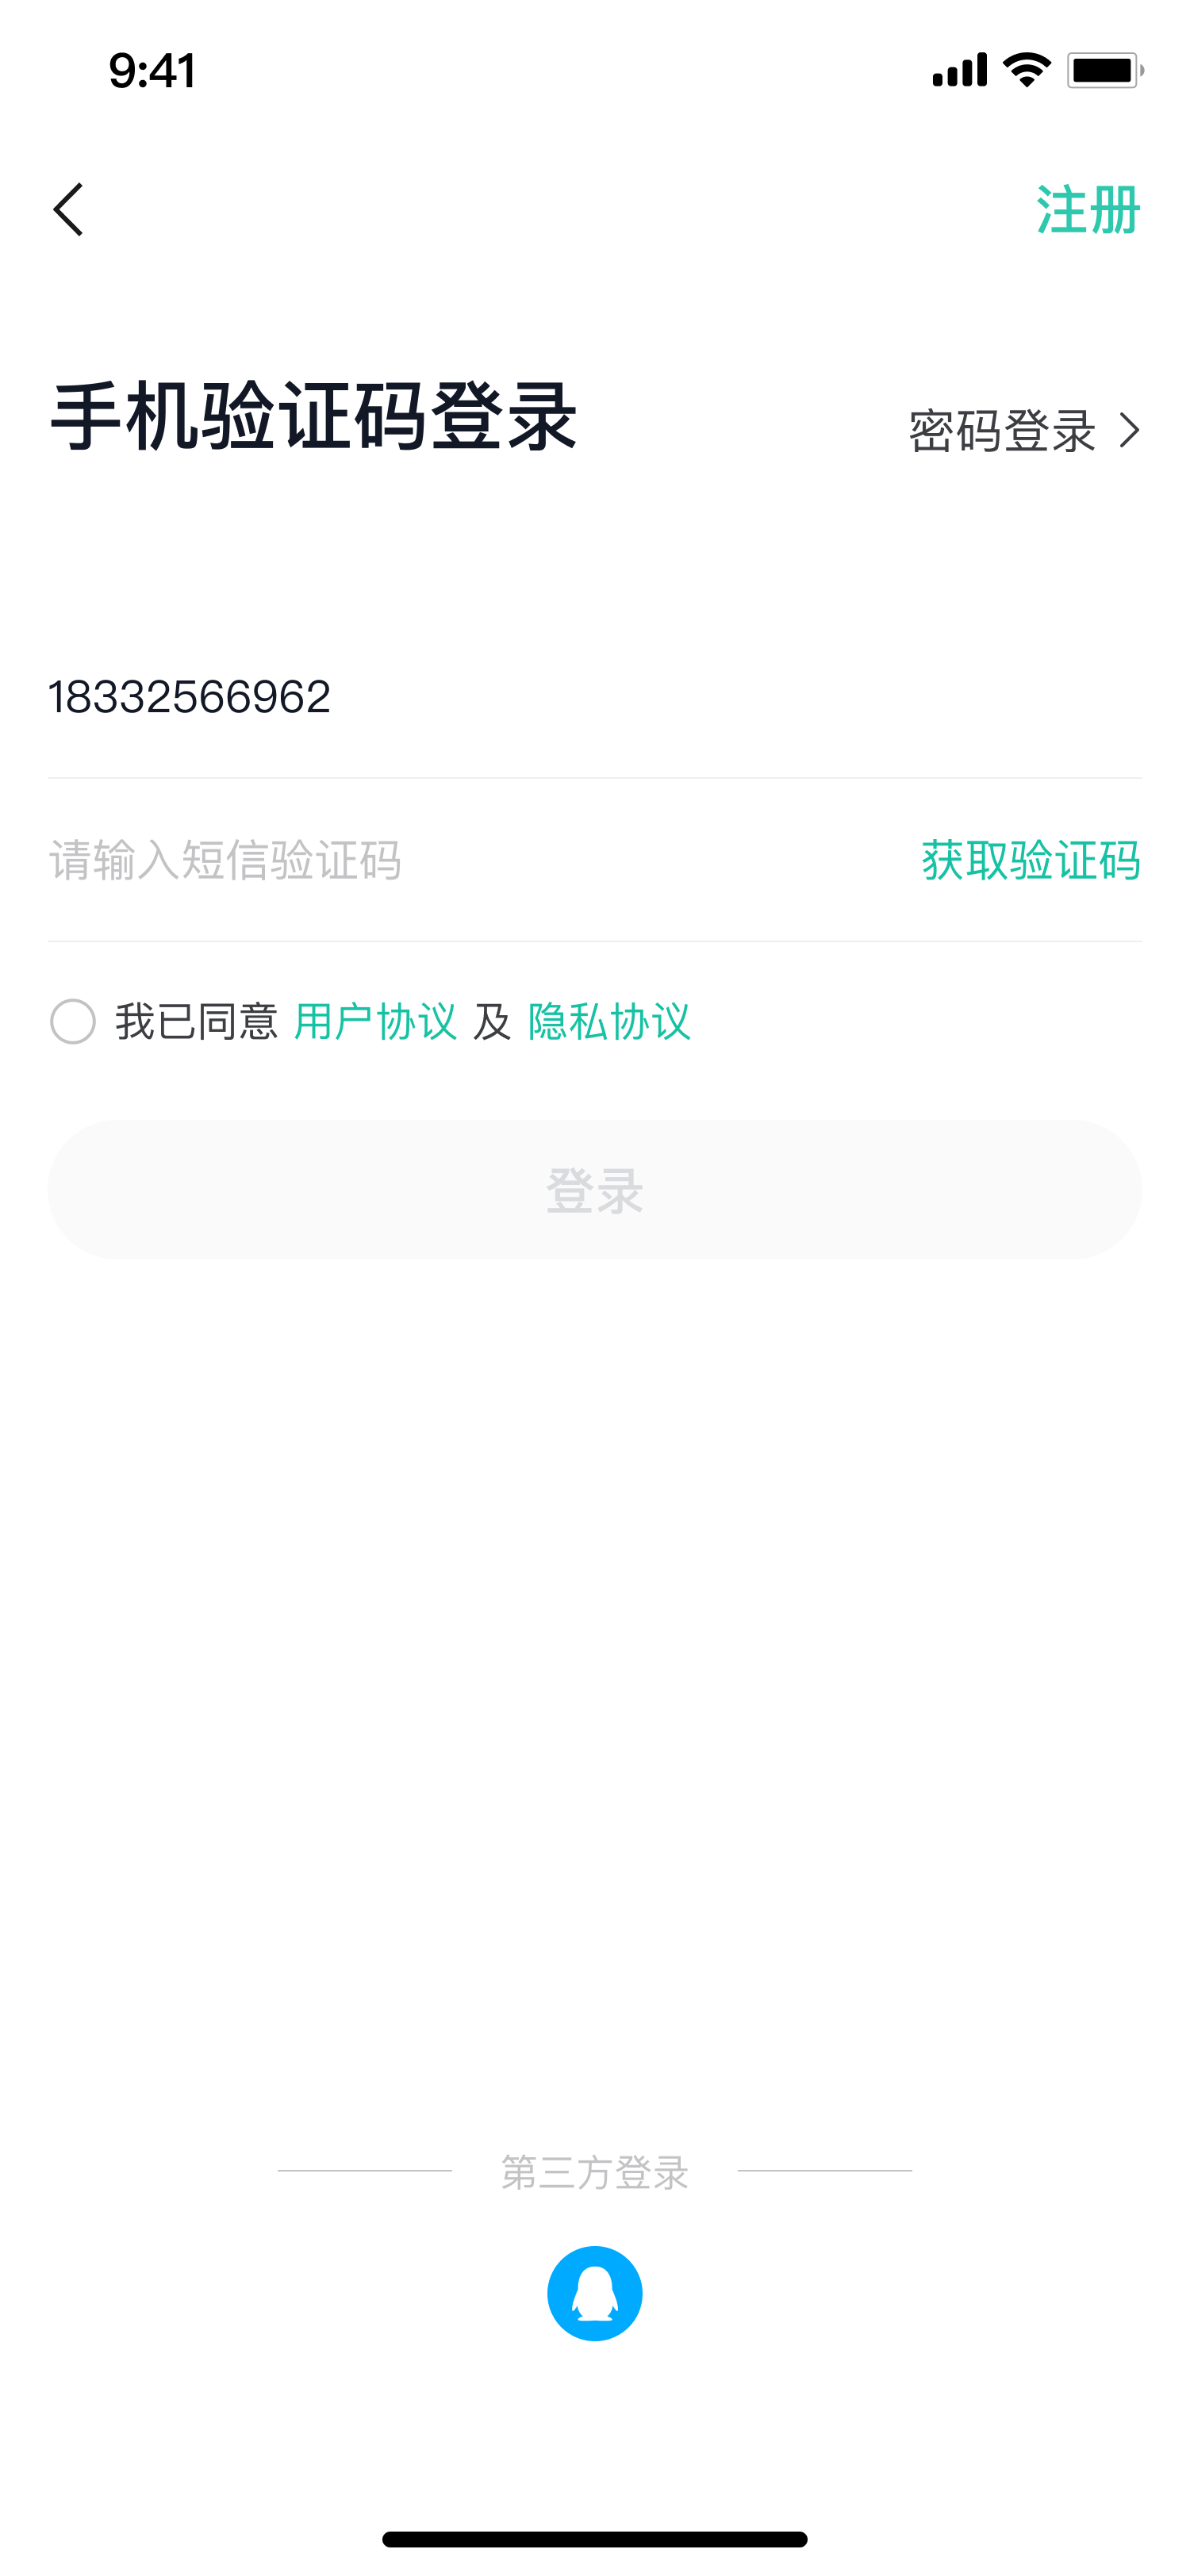 9:41
注册
手机验证码登录
密码登录
18332566962
请输入短信验证码 获取验证码
我已同意 用户协议 及 隐私协议
登录
第三方登录